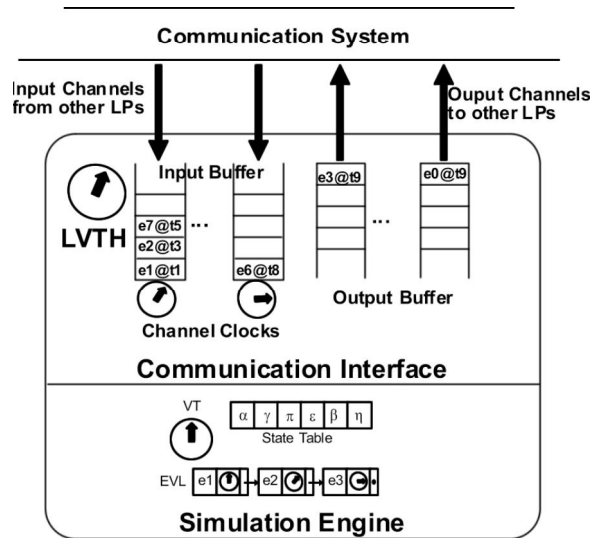 Communication System
Input Channels
from other LPs
Ouput Channels
to other LPs
Input Buffer
e3@t9
e0@t9
LVTH
e7@t5
...
...
e2@t3
e1@t1
e6@t8
Output Buffer
Channel Clocks
Communication Interface
VT
α γ π ε β η
State Table
EVL
e1
e2
e3
Simulation Engine